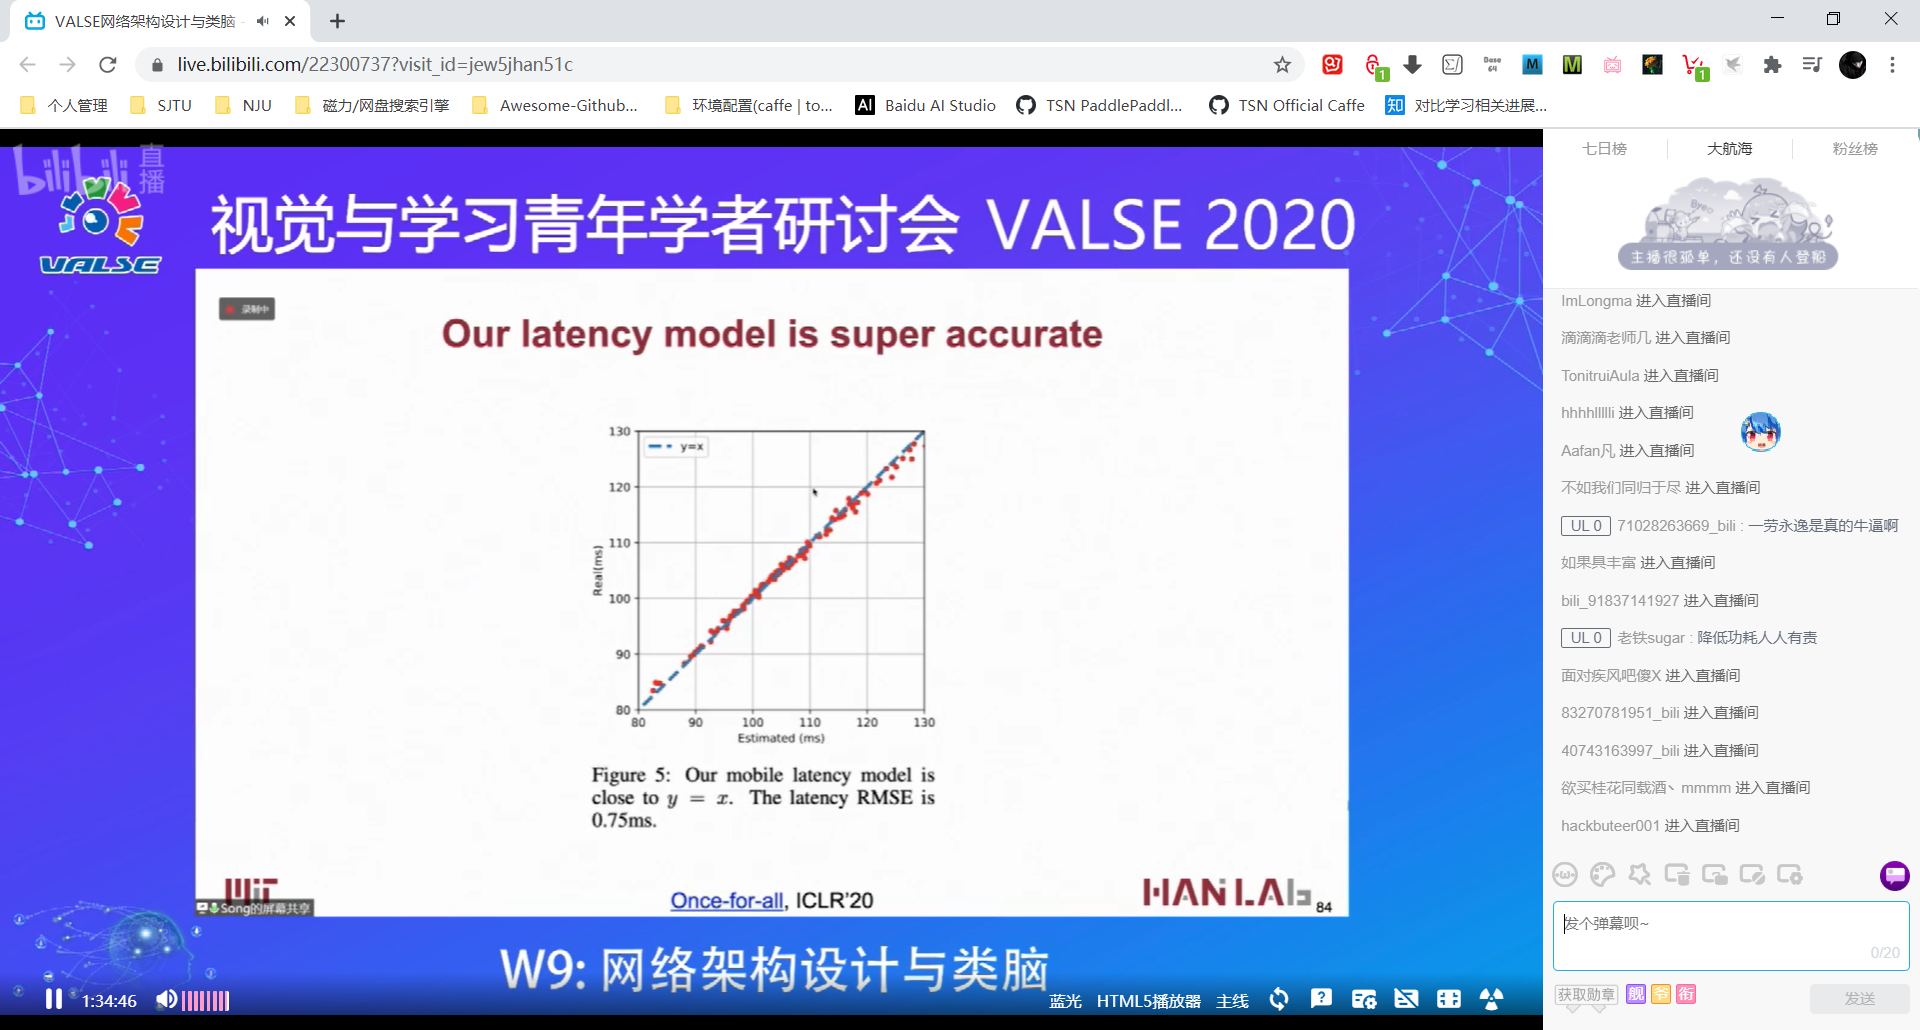 VALSE网络架构设计与类脑
live.bilibili.com/22300737?visit_id=jew5jhan51c
个人管理
SJTU
NJU
磁力/网盘搜索引擎
Awesome-Github...
环境配置(caffe | to...
AI
Baidu AI Studio
TSN PaddlePaddl...
TSN Official Caffe
知
对比学习相关进展...
bilibili 直播
VALSE
视觉与学习青年学者研讨会 VALSE 2020
录制中
Our latency model is super accurate
y=x
130
120
110
100
90
80
Real(ms)
80 90 100 110 120 130
Estimated (ms)
Figure 5: Our mobile latency model is
close to y = x. The latency RMSE is
0.75ms.
MIT
Song的屏幕共享
Once-for-all, ICLR'20
HAN LAb
84
W9: 网络架构设计与类脑
1:34:46
蓝光 HTML5播放器 主线
七日榜
大航海
粉丝榜
主播很孤单，还没有人登船
ImLongma 进入直播间
滴滴滴老师几 进入直播间
TonitruiAula 进入直播间
hhhhllllli 进入直播间
Aafan凡 进入直播间
不如我们同归于尽 进入直播间
UL 0 71028263669_bili : 一劳永逸是真的牛逼啊
如果具丰富 进入直播间
bili_91837141927 进入直播间
UL 0 老铁sugar : 降低功耗人人有责
面对疾风吧傻X 进入直播间
83270781951_bili 进入直播间
40743163997_bili 进入直播间
欲买桂花同载酒丶mmmm 进入直播间
hackbuteer001 进入直播间
发个弹幕呗~
0/20
获取勋章
舰
爷
衔
发送